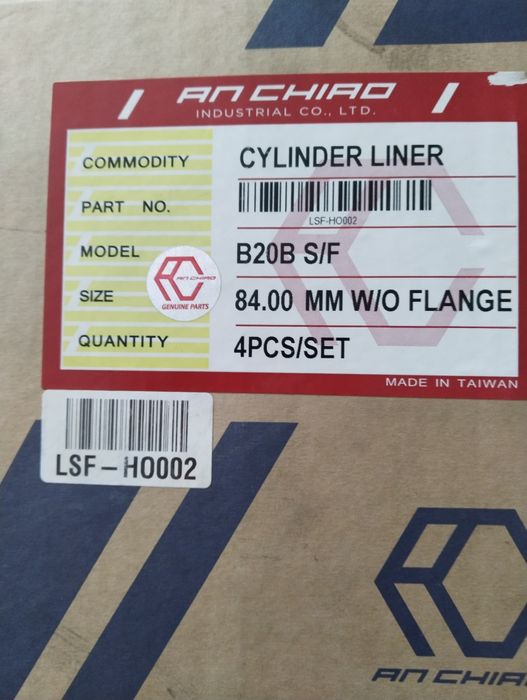 AN CHIAO
INDUSTRIAL CO., LTD.
COMMODITY CYLINDER LINER
PART NO.
LSF-HO002
MODEL B20B S/F
AN CHIAO
GENUINE PARTS
SIZE 84.00 MM W/O FLANGE
QUANTITY 4PCS/SET
MADE IN TAIWAN
LSF-HO002
AN CHIAO